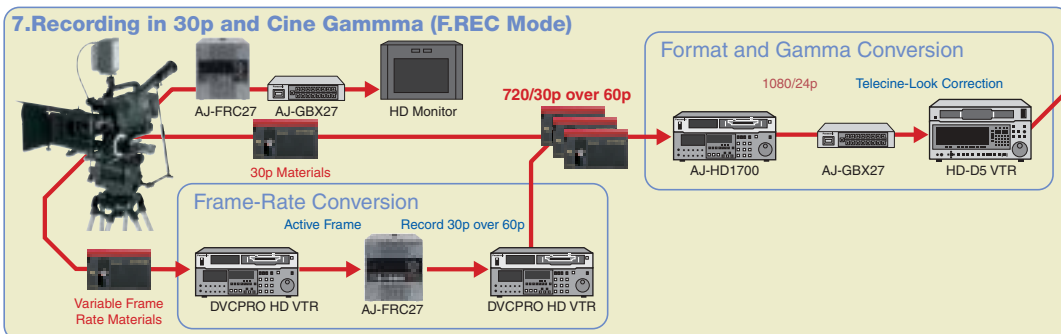 7.Recording in 30p and Cine Gammma (F.REC Mode)
AJ-FRC27
AJ-GBX27
HD Monitor
30p Materials
720/30p over 60p
Format and Gamma Conversion
1080/24p
Telecine-Look Correction
AJ-HD1700
AJ-GBX27
HD-D5 VTR
Frame-Rate Conversion
Active Frame
Record 30p over 60p
Variable Frame
Rate Materials
DVCPRO HD VTR
AJ-FRC27
DVCPRO HD VTR